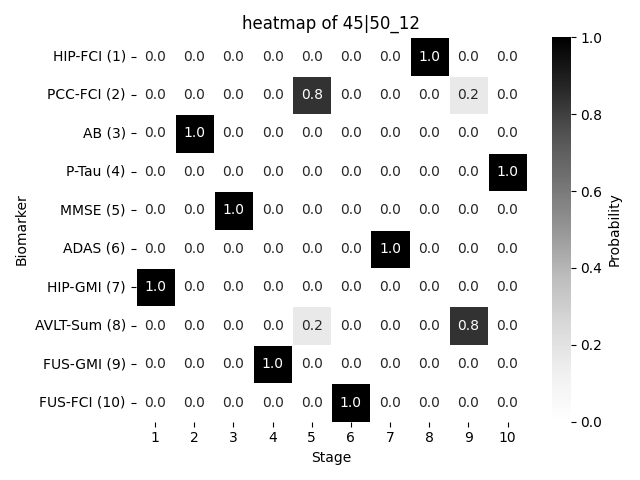 heatmap of 45|50_12
HIP-FCI (1) 0.0 0.0 0.0 0.0 0.0 0.0 0.0 1.0 0.0 0.0
PCC-FCI (2) 0.0 0.0 0.0 0.0 0.8 0.0 0.0 0.0 0.2 0.0
AB (3) 0.0 1.0 0.0 0.0 0.0 0.0 0.0 0.0 0.0 0.0
P-Tau (4) 0.0 0.0 0.0 0.0 0.0 0.0 0.0 0.0 0.0 1.0
MMSE (5) 0.0 0.0 1.0 0.0 0.0 0.0 0.0 0.0 0.0 0.0
ADAS (6) 0.0 0.0 0.0 0.0 0.0 0.0 1.0 0.0 0.0 0.0
HIP-GMI (7) 1.0 0.0 0.0 0.0 0.0 0.0 0.0 0.0 0.0 0.0
AVLT-Sum (8) 0.0 0.0 0.0 0.0 0.2 0.0 0.0 0.0 0.8 0.0
FUS-GMI (9) 0.0 0.0 0.0 1.0 0.0 0.0 0.0 0.0 0.0 0.0
FUS-FCI (10) 0.0 0.0 0.0 0.0 0.0 1.0 0.0 0.0 0.0 0.0
1 2 3 4 5 6 7 8 9 10
Stage
Biomarker
1.0
0.8
0.6
0.4
0.2
0.0
Probability